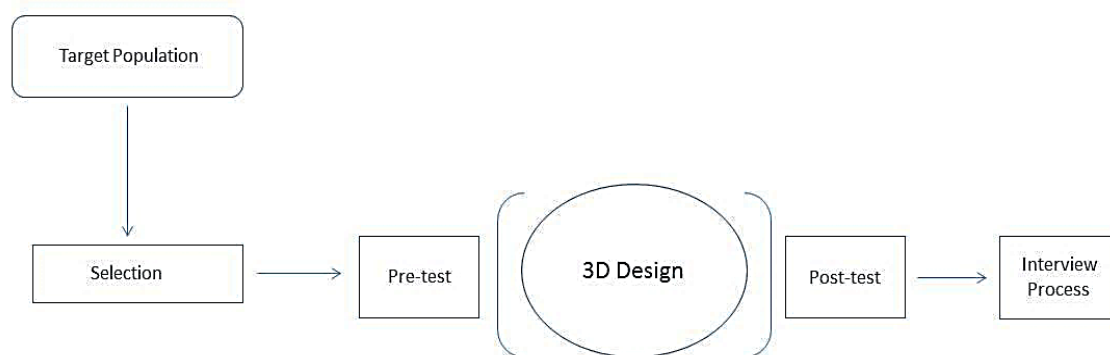 Target Population
Selection
Pre-test
3D Design
Post-test
Interview
Process